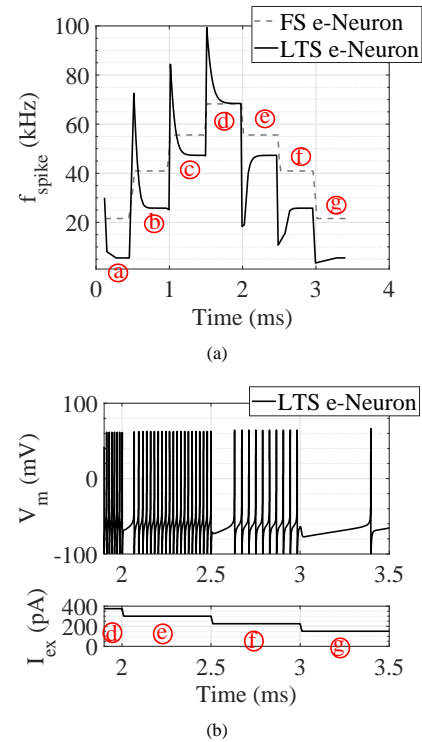 FS e-Neuron
LTS e-Neuron
100
80
60
40
20
f_spike (kHz)
a
b
c
d
e
f
g
0 1 2 3 4
Time (ms)
(a)
LTS e-Neuron
100
0
-100
V_m (mV)
2 2.5 3 3.5
400
200
0
I_ex (pA)
d
e
f
g
2 2.5 3 3.5
Time (ms)
(b)